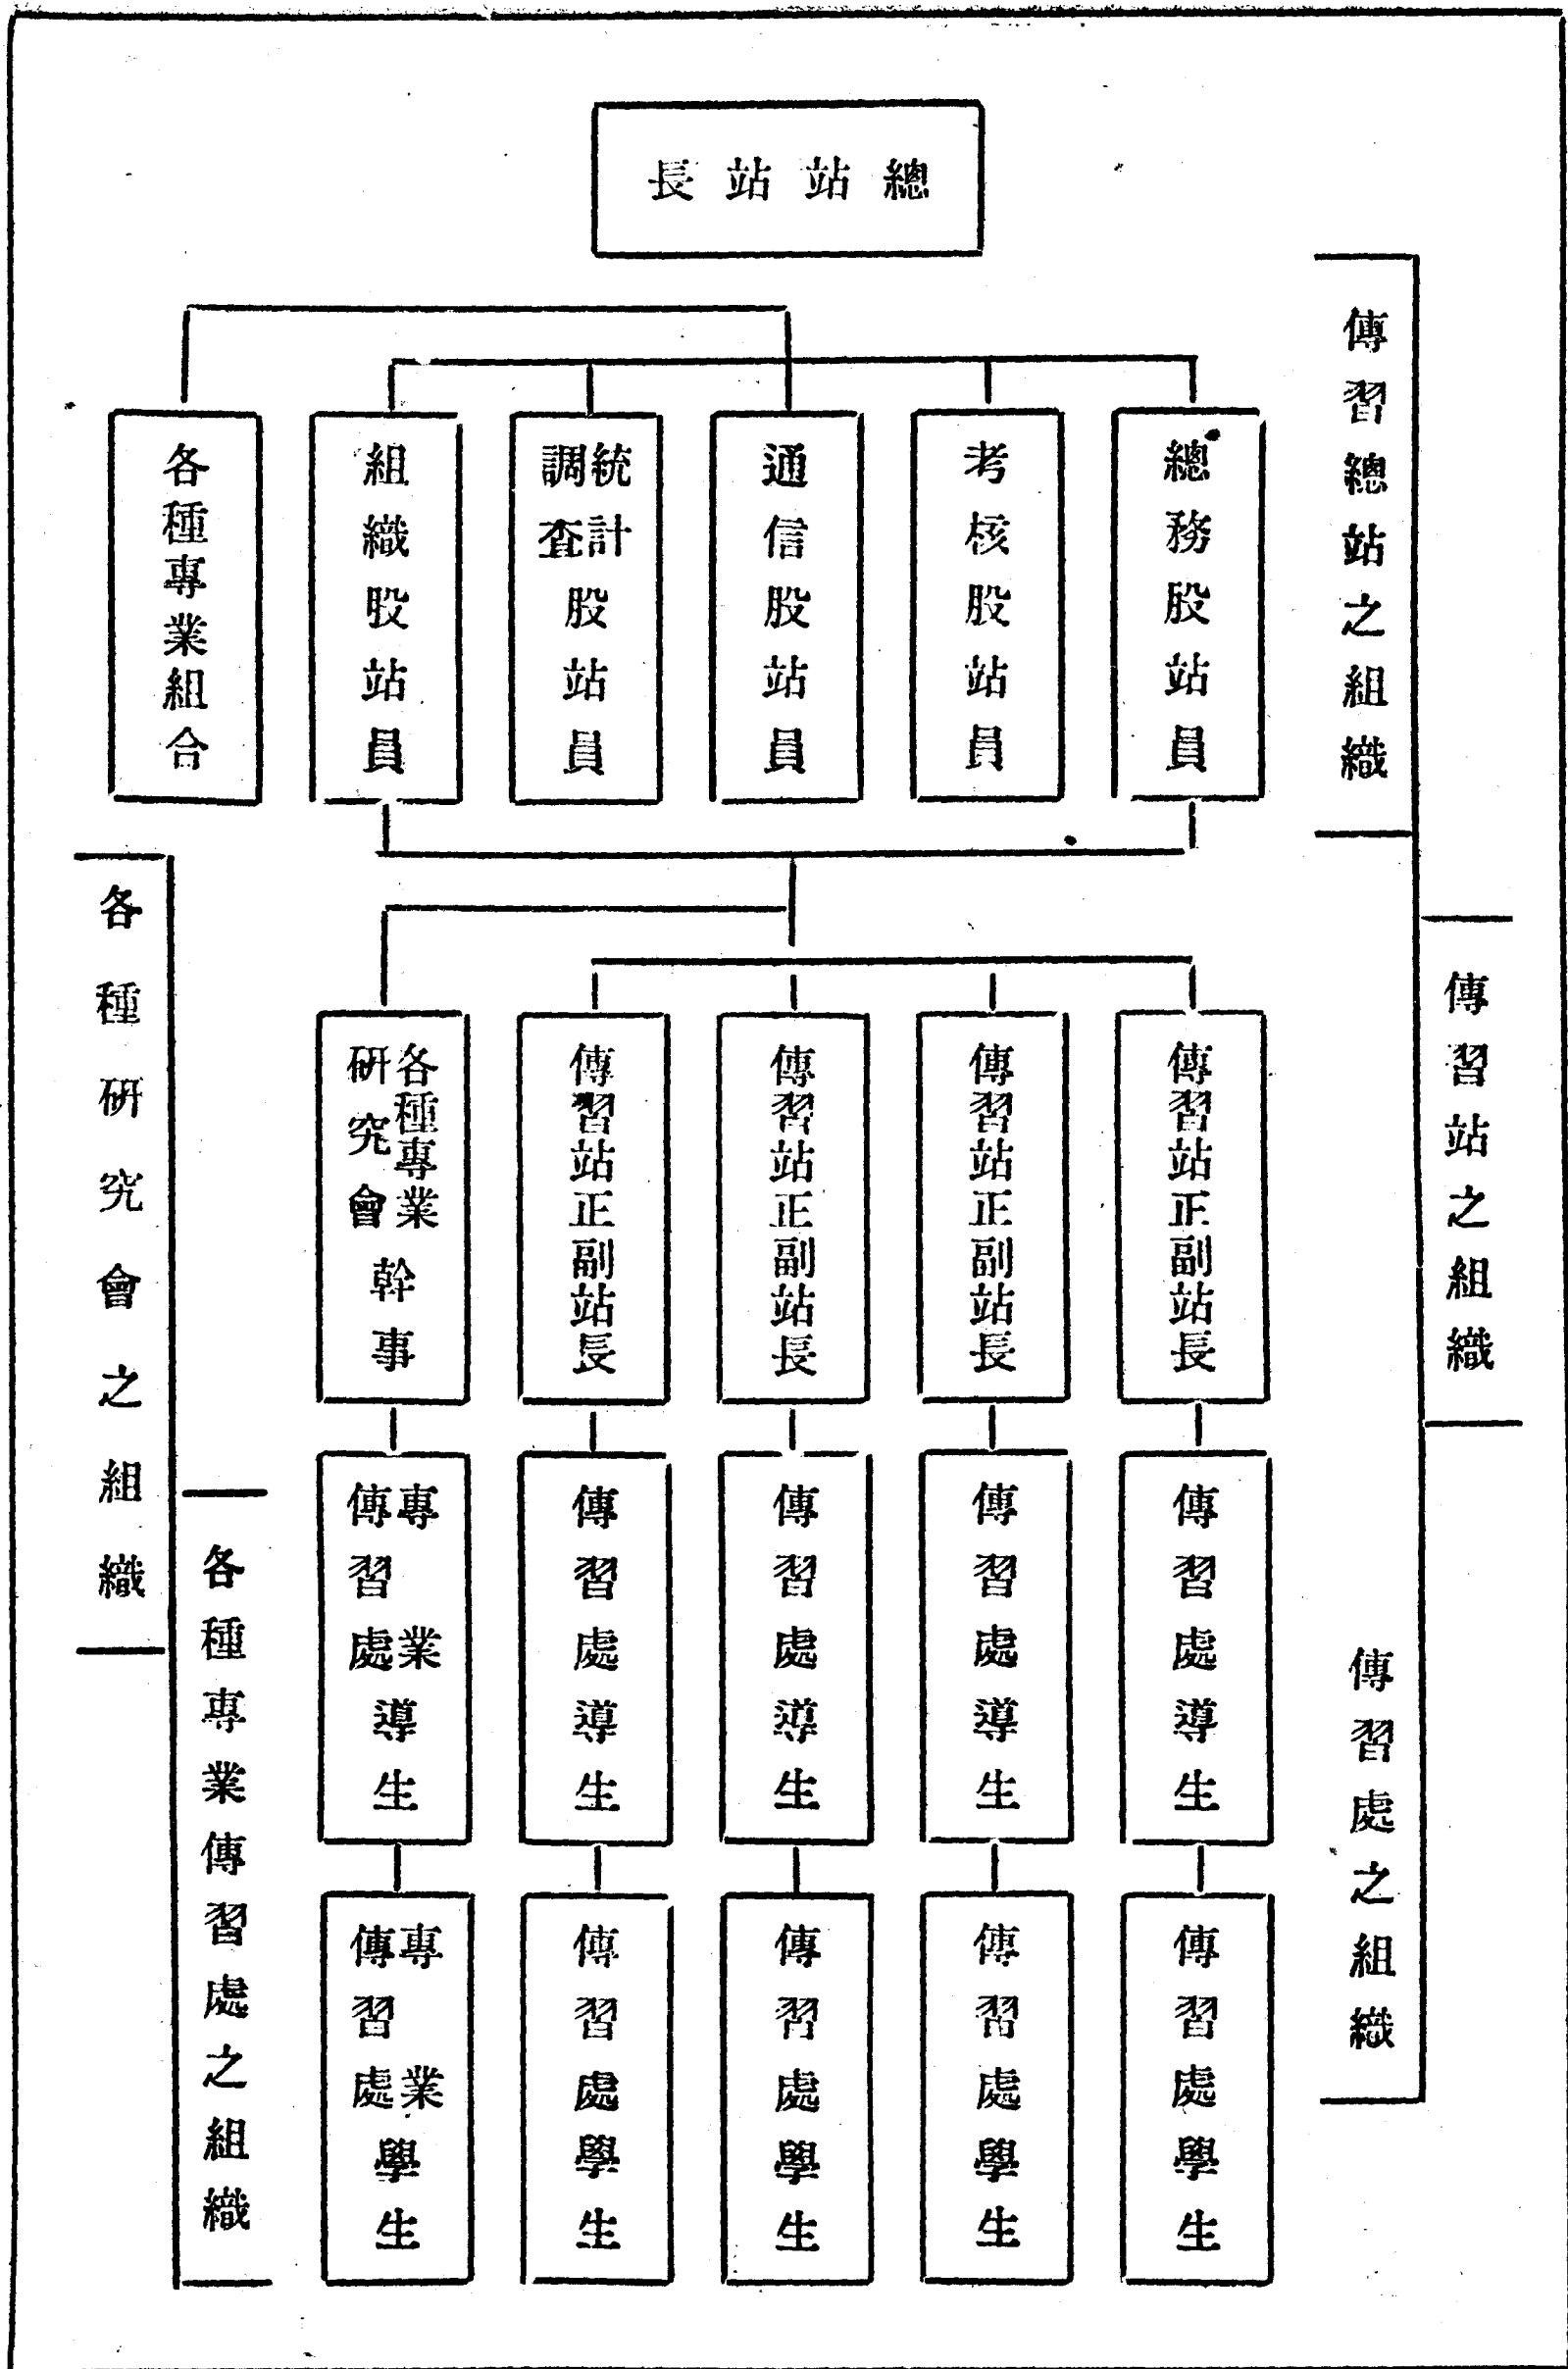 總站站長
傳習總站之組織
總務股站員
考核股站員
通信股站員
統計
調查
股站員
組織股站員
各種專業組合
傳習站之組織
傳習站正副站長
傳習站正副站長
傳習站正副站長
傳習站正副站長
各種專業
研究會
幹事
各種研究會之組織
傳習處之組織
傳習處導生
傳習處導生
傳習處導生
傳習處導生
專業
傳習處
導生
傳習處學生
傳習處學生
傳習處學生
傳習處學生
專業
傳習處
學生
各種專業傳習處之組織